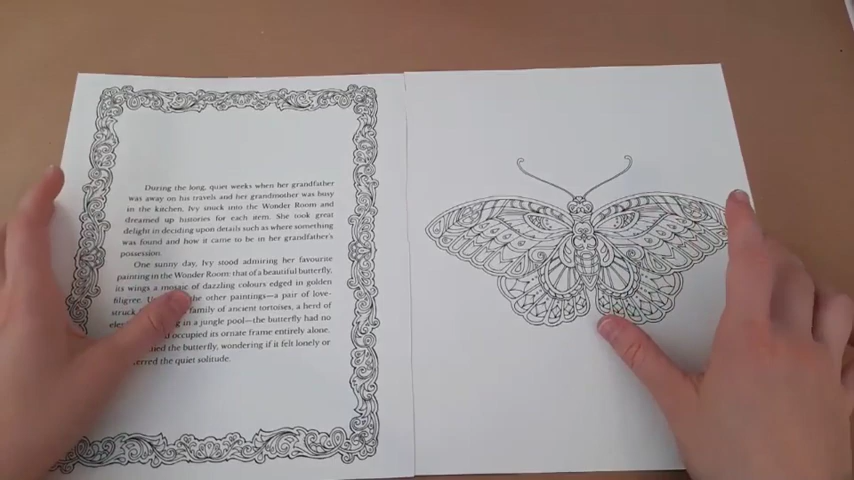 During the long, quiet weeks when her grandfather
was away on his travels and her grandmother was busy
in the kitchen, Ivy snuck into the Wonder Room and
dreamed up histories for each item. She took great
delight in deciding upon details such as where something
was found and how it came to be in her grandfather's
possession.
One sunny day, Ivy stood admiring her favourite
painting in the Wonder Room: that of a beautiful butterfly,
its wings a mosaic of dazzling colours edged in golden
filigree. the other paintings—a pair of love-
struck family of ancient tortoises, a herd of
in a jungle pool—the butterfly had no
occupied its ornate frame entirely alone.
the butterfly, wondering if it felt lonely or
the quiet solitude.